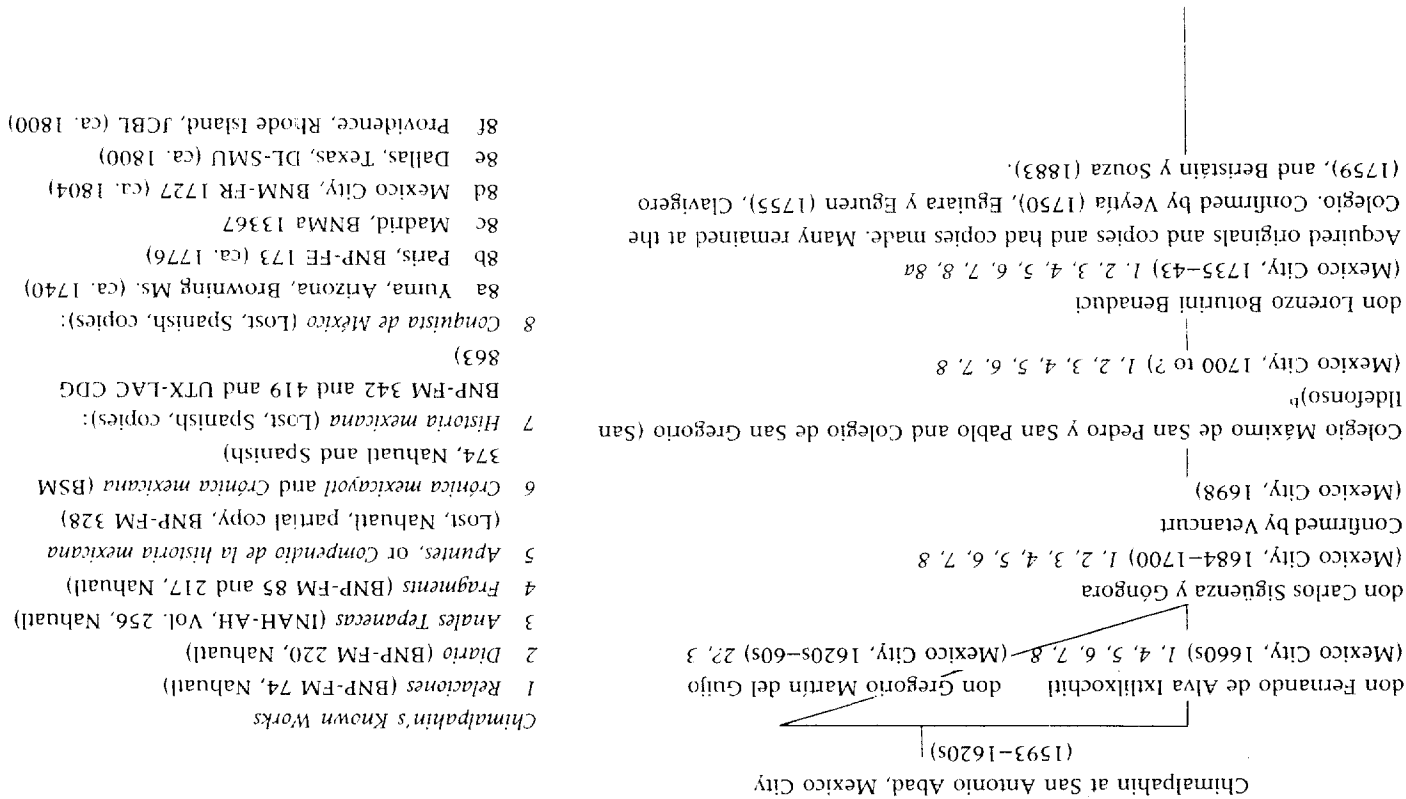 Chimalpahin at San Antonio Abad, Mexico City
(1593–1620s)
don Fernando de Alva Ixtlilxochitl
(Mexico City, 1660s) 1, 4, 5, 6, 7, 8
don Gregorio Martín del Guijo
(Mexico City, 1620s–60s) 2?, 3
don Carlos Sigüenza y Góngora
(Mexico City, 1684–1700) 1, 2, 3, 4, 5, 6, 7, 8
Confirmed by Vetancurt
(Mexico City, 1698)
Colegio Máximo de San Pedro y San Pablo and Colegio de San Gregorio (San
Ildefonso)ᵇ
(Mexico City, 1700 to ?) 1, 2, 3, 4, 5, 6, 7, 8
don Lorenzo Boturini Benaduci
(Mexico City, 1735–43) 1, 2, 3, 4, 5, 6, 7, 8, 8a
Acquired originals and copies and had copies made. Many remained at the
Colegio. Confirmed by Veytia (1750), Eguiara y Eguren (1755), Clavigero
(1759), and Beristáin y Souza (1883).
Chimalpahin's Known Works
1 Relaciones (BNP-FM 74, Nahuatl)
2 Diario (BNP-FM 220, Nahuatl)
3 Anales Tepanecas (INAH-AH, Vol. 256, Nahuatl)
4 Fragments (BNP-FM 85 and 217, Nahuatl)
5 Apuntes, or Compendio de la historia mexicana
(Lost, Nahuatl, partial copy, BNP-FM 328)
6 Crónica mexicayotl and Crónica mexicana (BSM
374, Nahuatl and Spanish)
7 Historia mexicana (Lost, Spanish, copies):
BNP-FM 342 and 419 and UTX-LAC CDG
863)
8 Conquista de México (Lost, Spanish, copies):
8a Yuma, Arizona, Browning Ms. (ca. 1740)
8b Paris, BNP-FE 173 (ca. 1776)
8c Madrid, BNMa 13367
8d Mexico City, BNM-FR 1727 (ca. 1804)
8e Dallas, Texas, DL-SMU (ca. 1800)
8f Providence, Rhode Island, JCBL (ca. 1800)